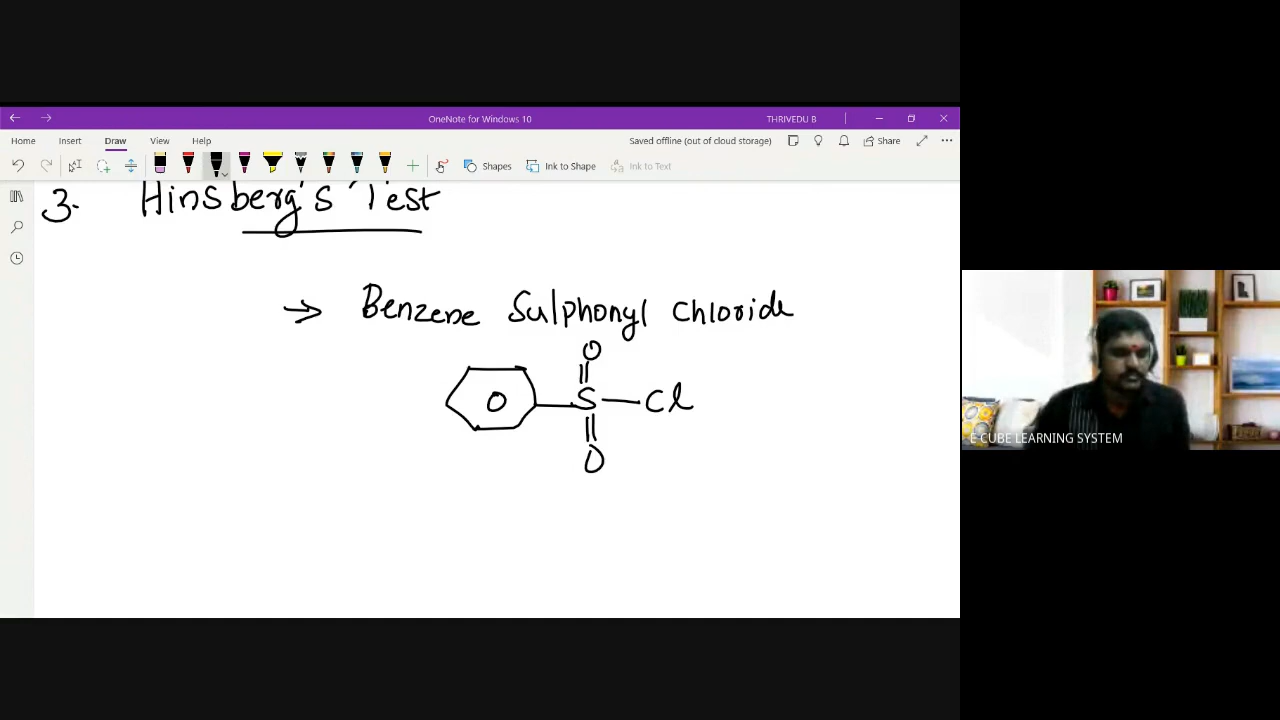 OneNote for Windows 10
THRIVEDU B
Home Insert Draw View Help
Saved offline (out of cloud storage)
Share
Shapes
Ink to Shape
Ink to Text
3. Hinsberg's Test
→ Benzene Sulphonyl Chloride
O
S Cl
O
E CUBE LEARNING SYSTEM